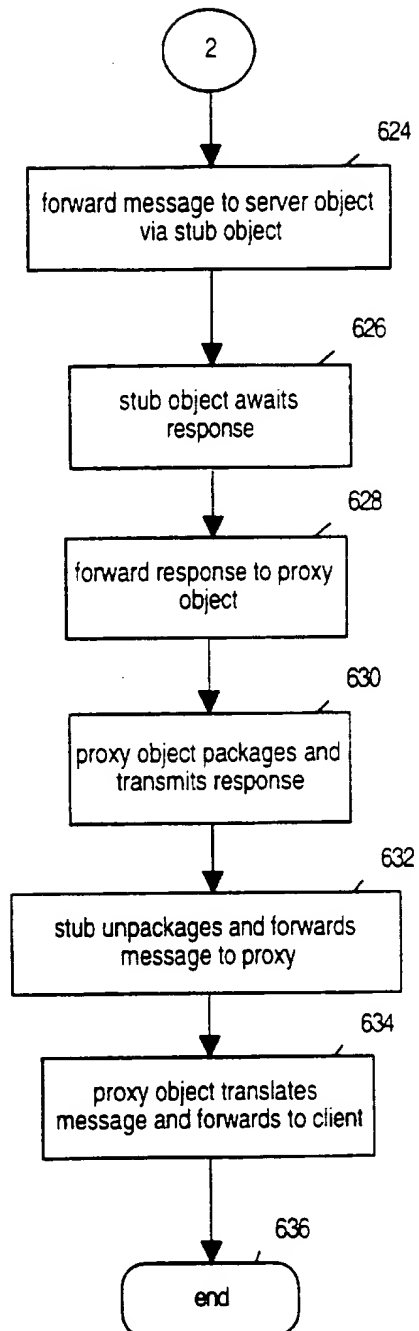 2
624
forward message to server object
via stub object
626
stub object awaits
response
628
forward response to proxy
object
630
proxy object packages and
transmits response
632
stub unpackages and forwards
message to proxy
634
proxy object translates
message and forwards to client
636
end